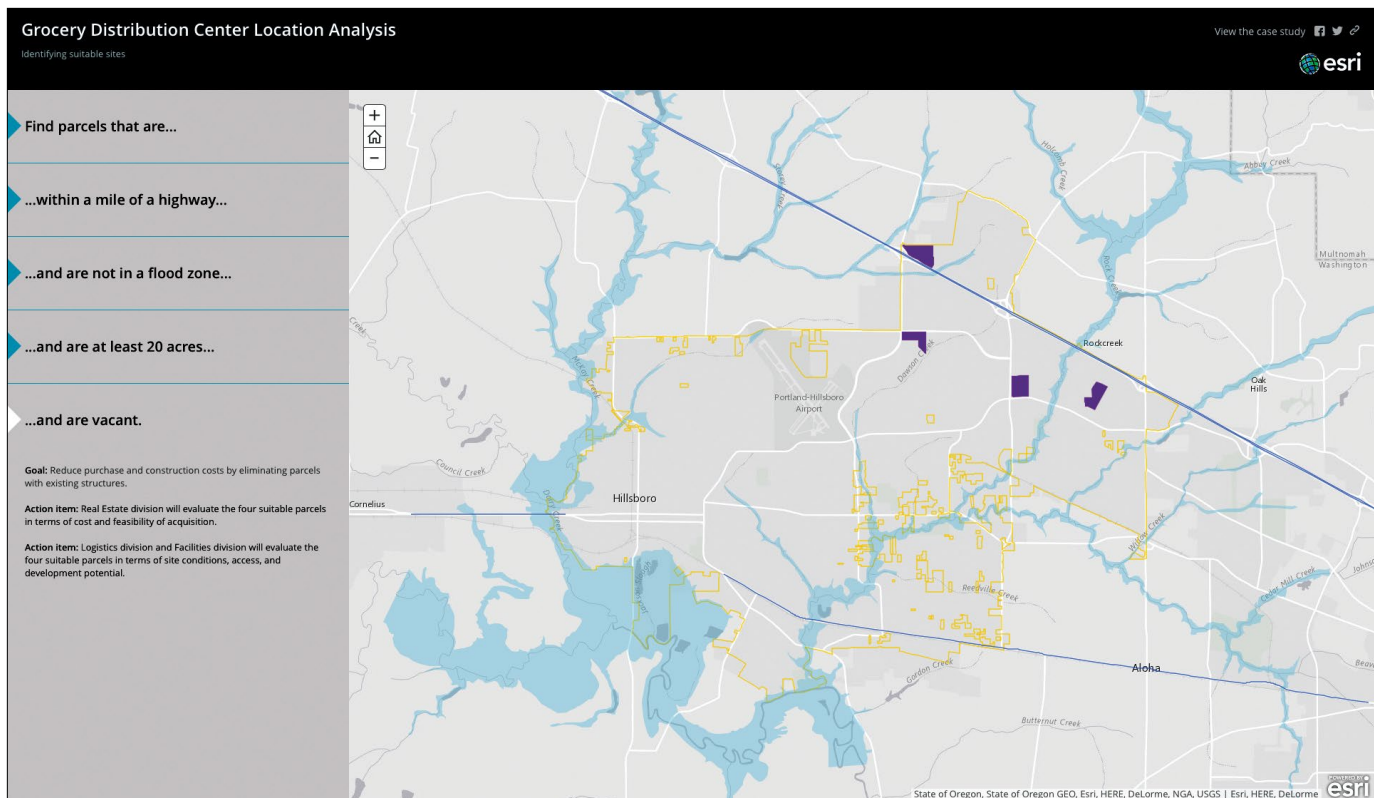 Grocery Distribution Center Location Analysis
Identifying suitable sites
View the case study
esri
Find parcels that are...
...within a mile of a highway...
...and are not in a flood zone...
...and are at least 20 acres...
...and are vacant.
Goal: Reduce purchase and construction costs by eliminating parcels
with existing structures.
Action item: Real Estate division will evaluate the four suitable parcels
in terms of cost and feasibility of acquisition.
Action item: Logistics division and Facilities division will evaluate the
four suitable parcels in terms of site conditions, access, and
development potential.
+
−
Holcomb Creek
Abbey Creek
Storey Creek
Multnomah
Washington
Rock Creek
Creek
McKay Creek
Rockcreek
Dawson Creek
Oak
Hills
Portland-Hillsboro
Airport
Council Creek
Hillsboro
Cornelius
Dairy Creek
Willow Creek
Reedville Creek
Cedar Mill Creek
Johns
Gordon Creek
Aloha
Beav
Butternut Creek
State of Oregon, State of Oregon GEO, Esri, HERE, DeLorme, NGA, USGS | Esri, HERE, DeLorme
POWERED BY
esri